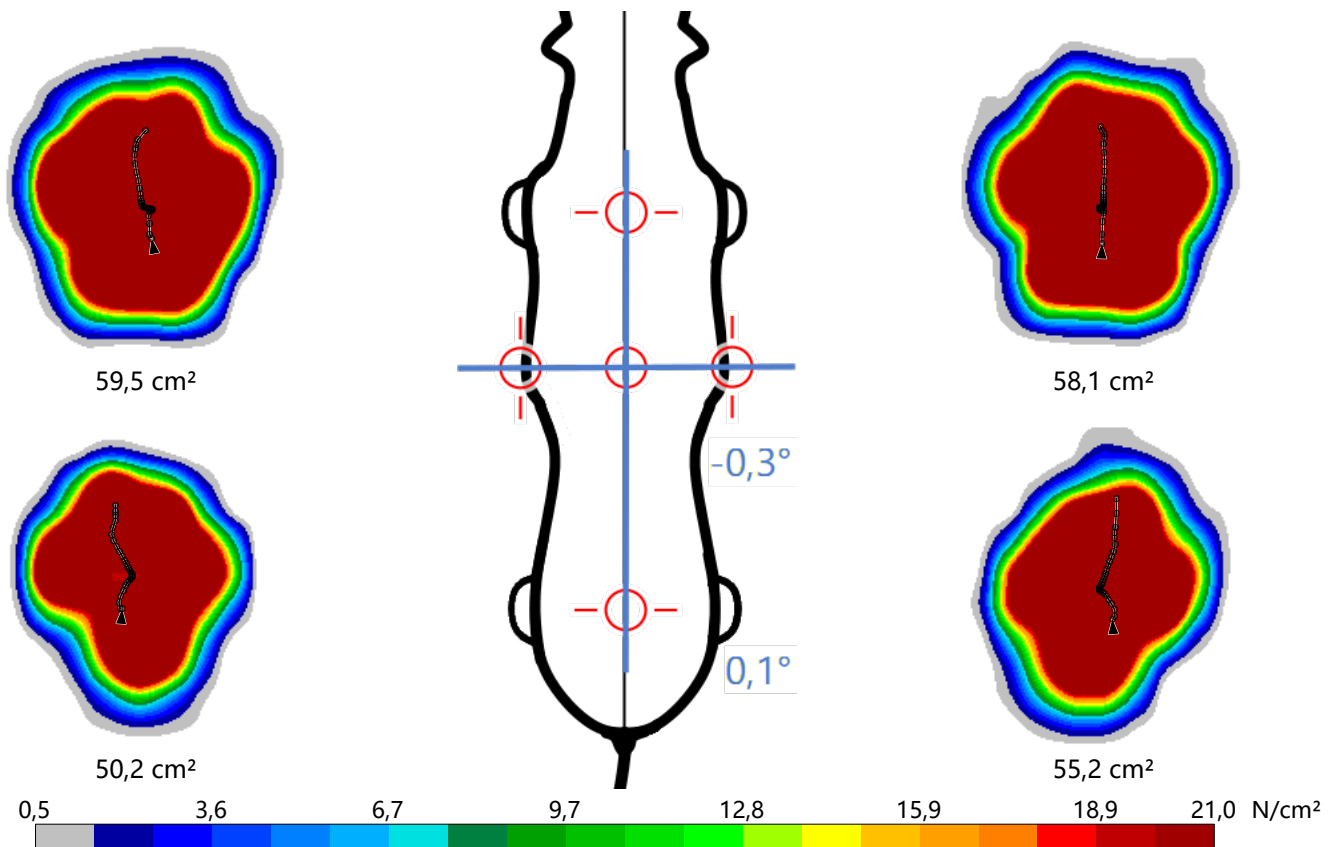 59,5 cm²
58,1 cm²
-0,3°
0,1°
50,2 cm²
55,2 cm²
0,5 3,6 6,7 9,7 12,8 15,9 18,9 21,0 N/cm²